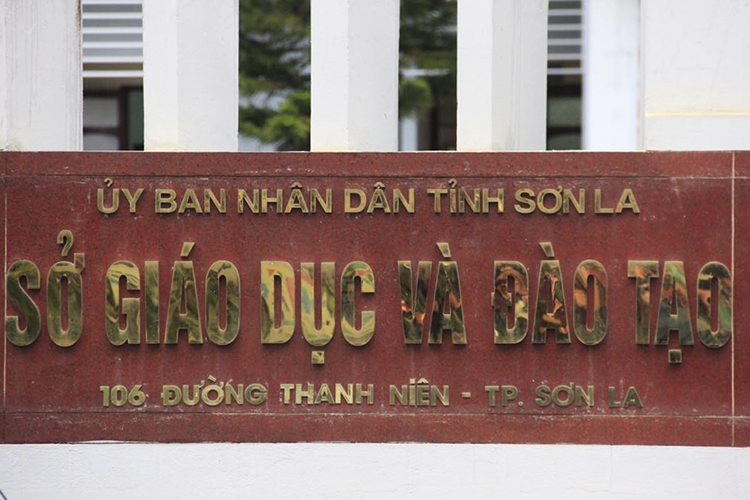 ỦY BAN NHÂN DÂN TỈNH SƠN LA
SỞ GIÁO DỤC VÀ ĐÀO TẠO
106 ĐƯỜNG THANH NIÊN - TP. SƠN LA